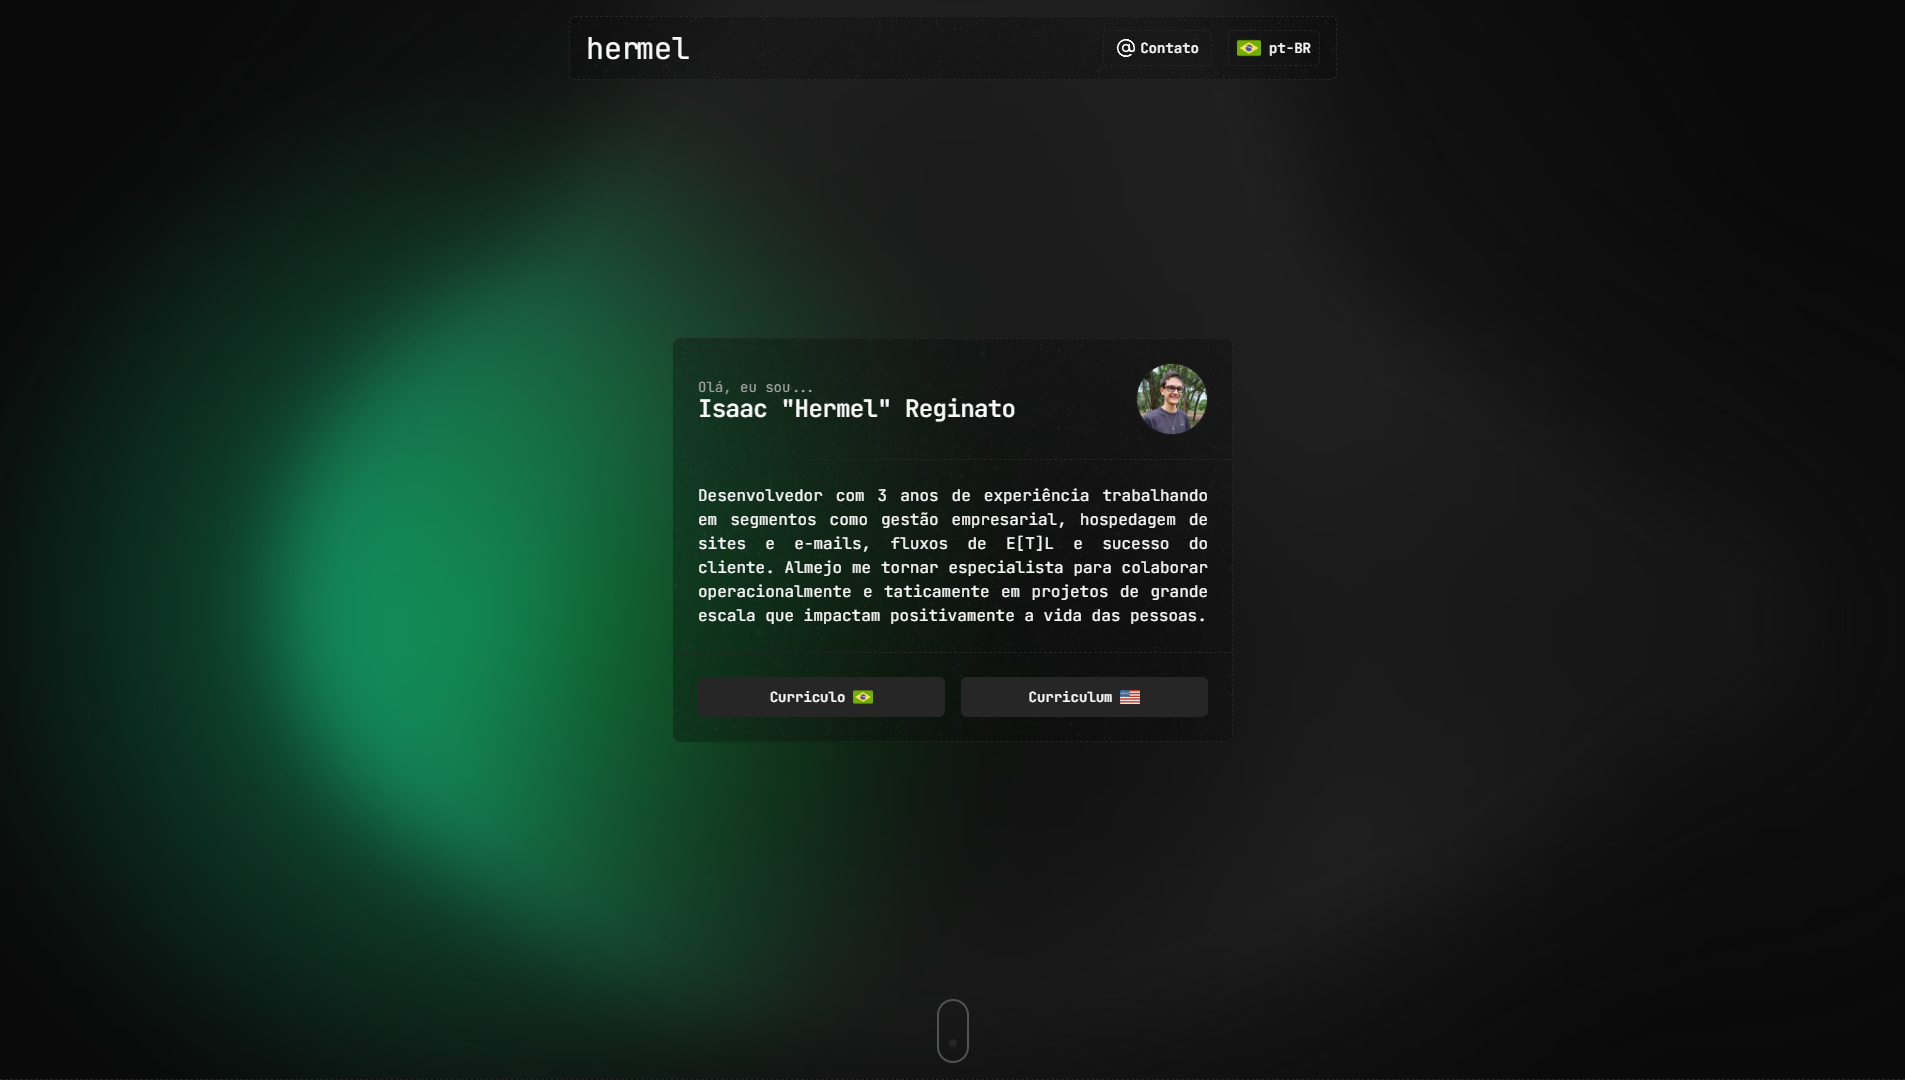 hermel
Contato
pt-BR
Olá, eu sou...
Isaac "Hermel" Reginato
Desenvolvedor com 3 anos de experiência trabalhando
em segmentos como gestão empresarial, hospedagem de
sites e e-mails, fluxos de E[T]L e sucesso do
cliente. Almejo me tornar especialista para colaborar
operacionalmente e taticamente em projetos de grande
escala que impactam positivamente a vida das pessoas.
Curriculo
Curriculum